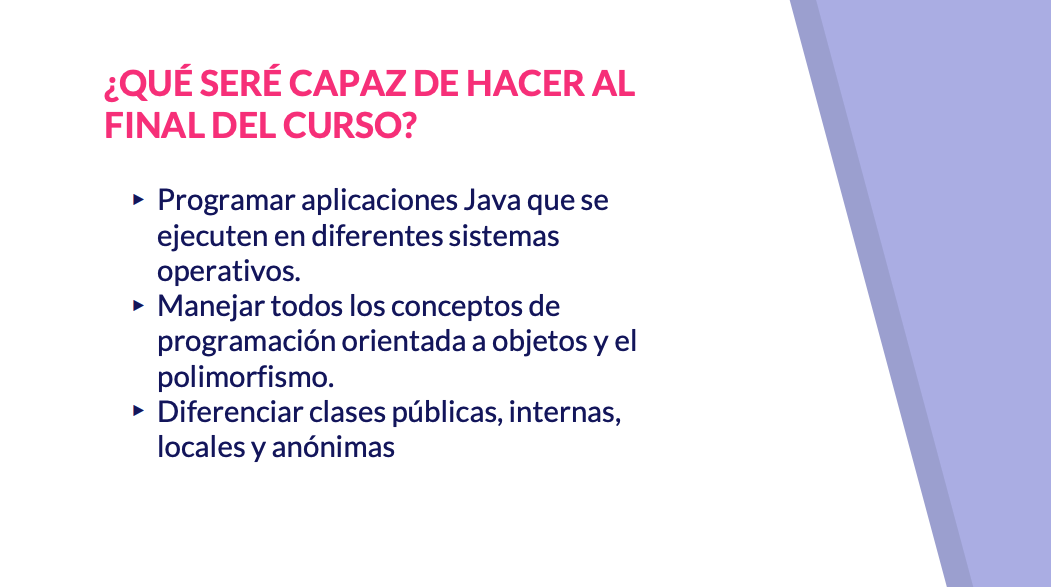 ¿QUÉ SERÉ CAPAZ DE HACER AL
FINAL DEL CURSO?
▸ Programar aplicaciones Java que se
ejecuten en diferentes sistemas
operativos.
▸ Manejar todos los conceptos de
programación orientada a objetos y el
polimorfismo.
▸ Diferenciar clases públicas, internas,
locales y anónimas